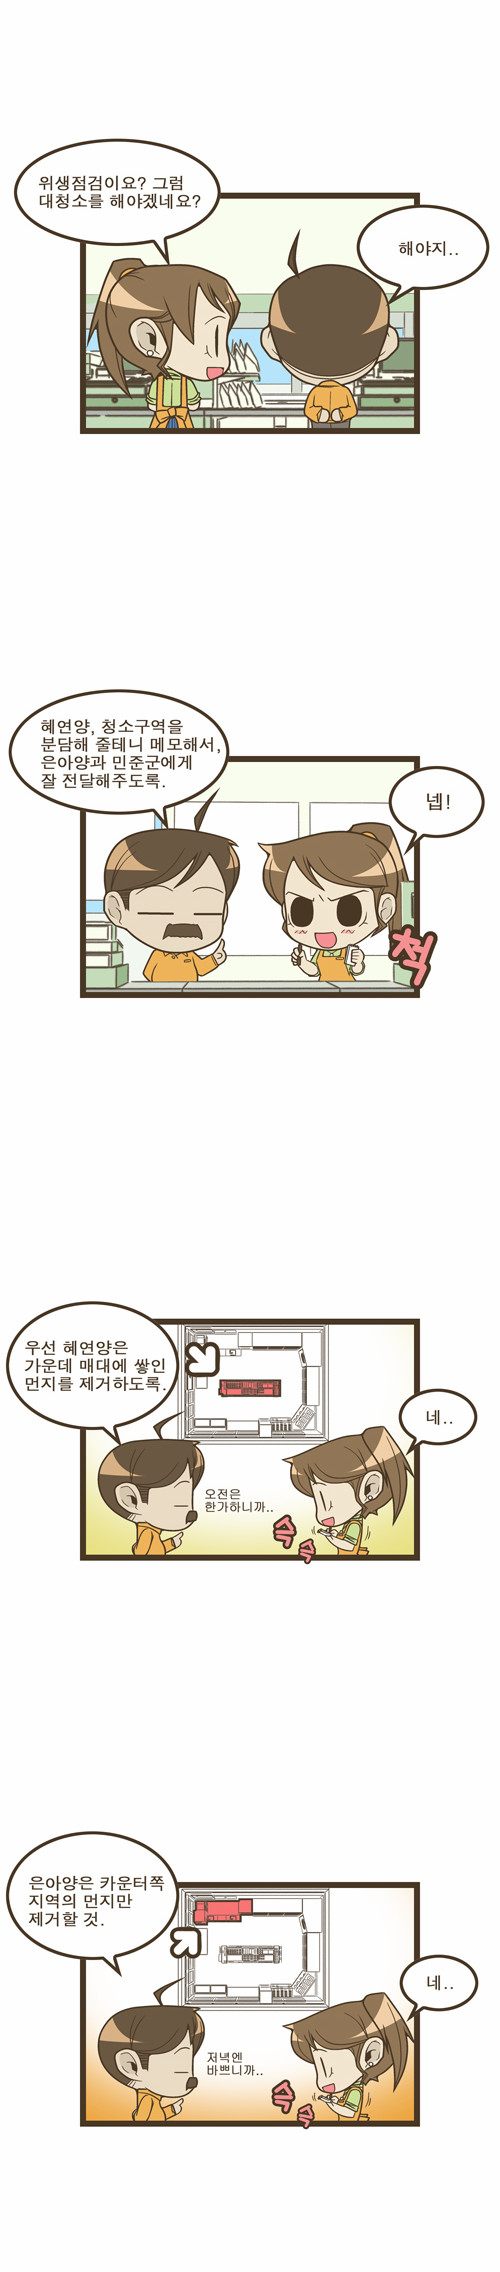 위생점검이요? 그럼
대청소를 해야겠네요?
해야지..
혜연양, 청소구역을
분담해 줄테니 메모해서,
은아양과 민준군에게
잘 전달해주도록.
넵!
척
우선 혜연양은
가운데 매대에 쌓인
먼지를 제거하도록.
네..
오전은
한가하니까..
슥
슥
은아양은 카운터쪽
지역의 먼지만
제거할 것.
네..
저녁엔
바쁘니까..
슥
슥